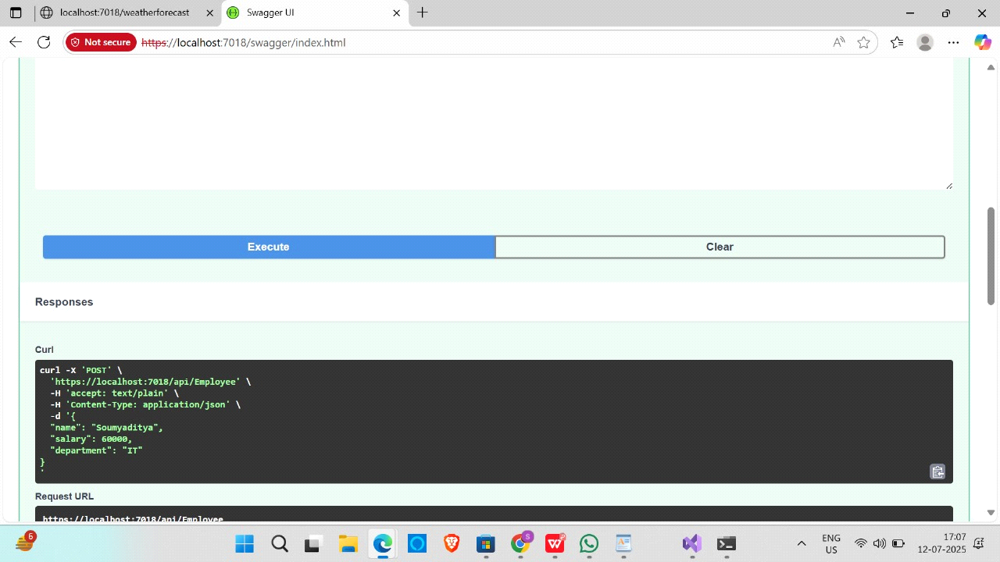 localhost:7018/weatherforecast
Swagger UI
Not secure
https://localhost:7018/swagger/index.html
Execute
Clear
Responses
Curl
curl -X 'POST' \
'https://localhost:7018/api/Employee' \
-H 'accept: text/plain' \
-H 'Content-Type: application/json' \
-d '{
"name": "Soumyaditya",
"salary": 60000,
"department": "IT"
}
'
Request URL
https://localhost:7018/api/Employee
6
S
W
P
ENG
US
17:07
12-07-2025